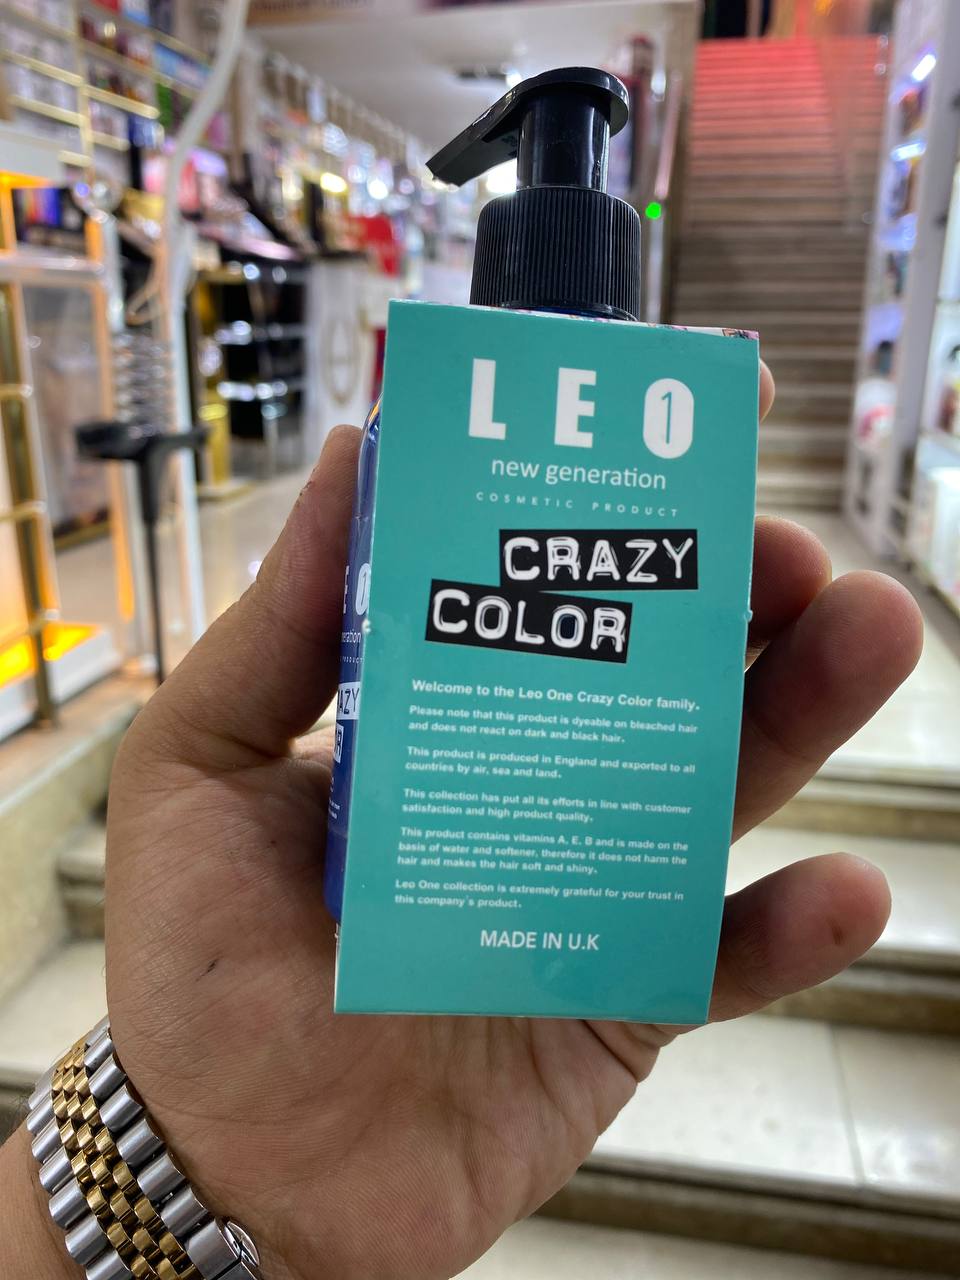 LEO
1
new generation
COSMETIC PRODUCT
CRAZY
COLOR
Welcome to the Leo One Crazy Color family.
Please note that this product is dyeable on bleached hair
and does not react on dark and black hair.
This product is produced in England and exported to all
countries by air, sea and land.
This collection has put all its efforts in line with customer
satisfaction and high product quality.
This product contains vitamins A, E, B and is made on the
basis of water and softener, therefore it does not harm the
hair and makes the hair soft and shiny.
Leo One collection is extremely grateful for your trust in
this company's product.
MADE IN U.K